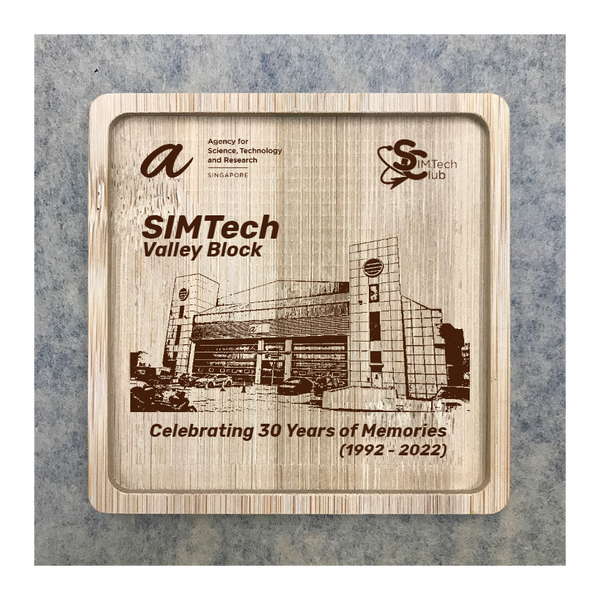 a
Agency for
Science, Technology
and Research
SINGAPORE
SIMTech
Club
SIMTech
Valley Block
a
Celebrating 30 Years of Memories
(1992 - 2022)